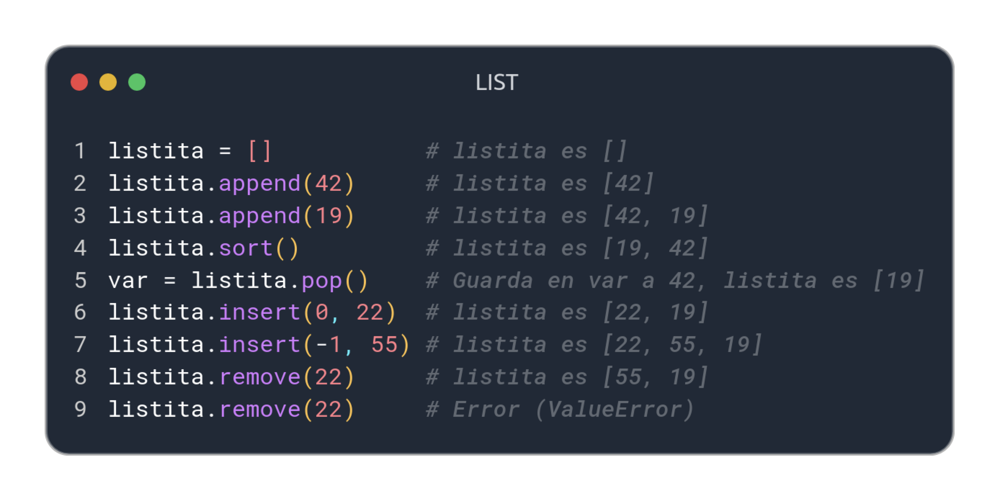 LIST
1 listita = []           # listita es []
2 listita.append(42)     # listita es [42]
3 listita.append(19)     # listita es [42, 19]
4 listita.sort()         # listita es [19, 42]
5 var = listita.pop()    # Guarda en var a 42, listita es [19]
6 listita.insert(0, 22)  # listita es [22, 19]
7 listita.insert(-1, 55) # listita es [22, 55, 19]
8 listita.remove(22)     # listita es [55, 19]
9 listita.remove(22)     # Error (ValueError)